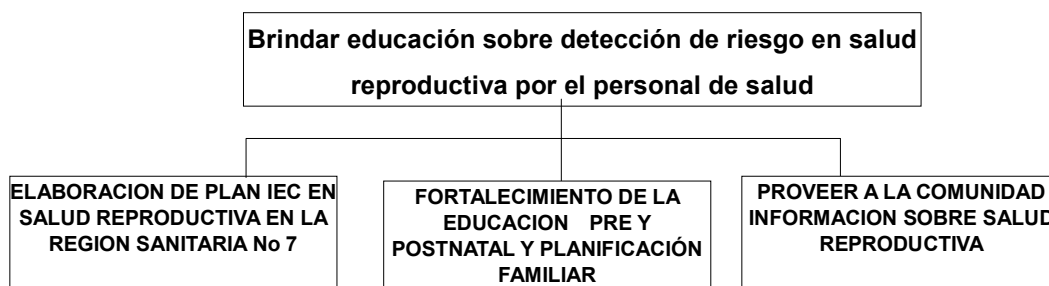 Brindar educación sobre detección de riesgo en salud
reproductiva por el personal de salud
ELABORACION DE PLAN IEC EN
SALUD REPRODUCTIVA EN LA
REGION SANITARIA No 7
FORTALECIMIENTO DE LA
EDUCACION PRE Y
POSTNATAL Y PLANIFICACIÓN
FAMILIAR
PROVEER A LA COMUNIDAD
INFORMACION SOBRE SALUD
REPRODUCTIVA